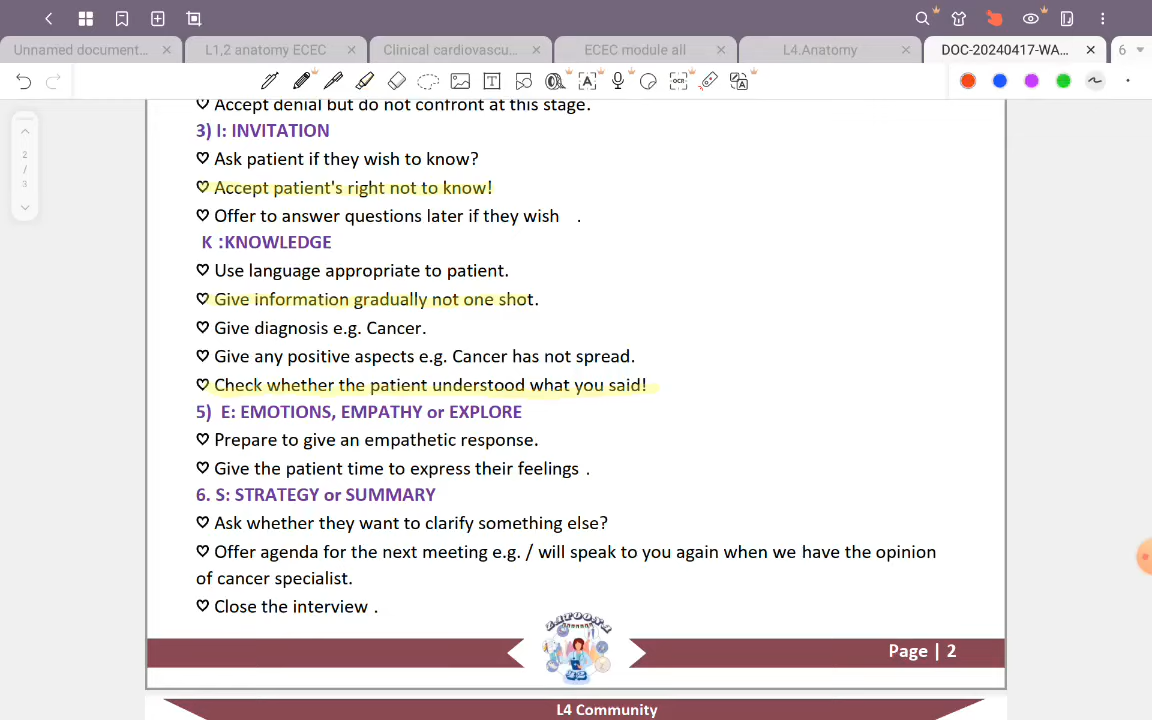 Unnamed document...
L1,2 anatomy ECEC
Clinical cardiovascu...
ECEC module all
L4.Anatomy
DOC-20240417-WA...
6
T
A
OCR
A
2
/
3
♡ Accept denial but do not confront at this stage.
3) I: INVITATION
♡ Ask patient if they wish to know?
♡ Accept patient's right not to know!
♡ Offer to answer questions later if they wish .
K :KNOWLEDGE
♡ Use language appropriate to patient.
♡ Give information gradually not one shot.
♡ Give diagnosis e.g. Cancer.
♡ Give any positive aspects e.g. Cancer has not spread.
♡ Check whether the patient understood what you said!
5) E: EMOTIONS, EMPATHY or EXPLORE
♡ Prepare to give an empathetic response.
♡ Give the patient time to express their feelings .
6. S: STRATEGY or SUMMARY
♡ Ask whether they want to clarify something else?
♡ Offer agenda for the next meeting e.g. / will speak to you again when we have the opinion
of cancer specialist.
♡ Close the interview .
ZATOONA
Page | 2
L4 Community